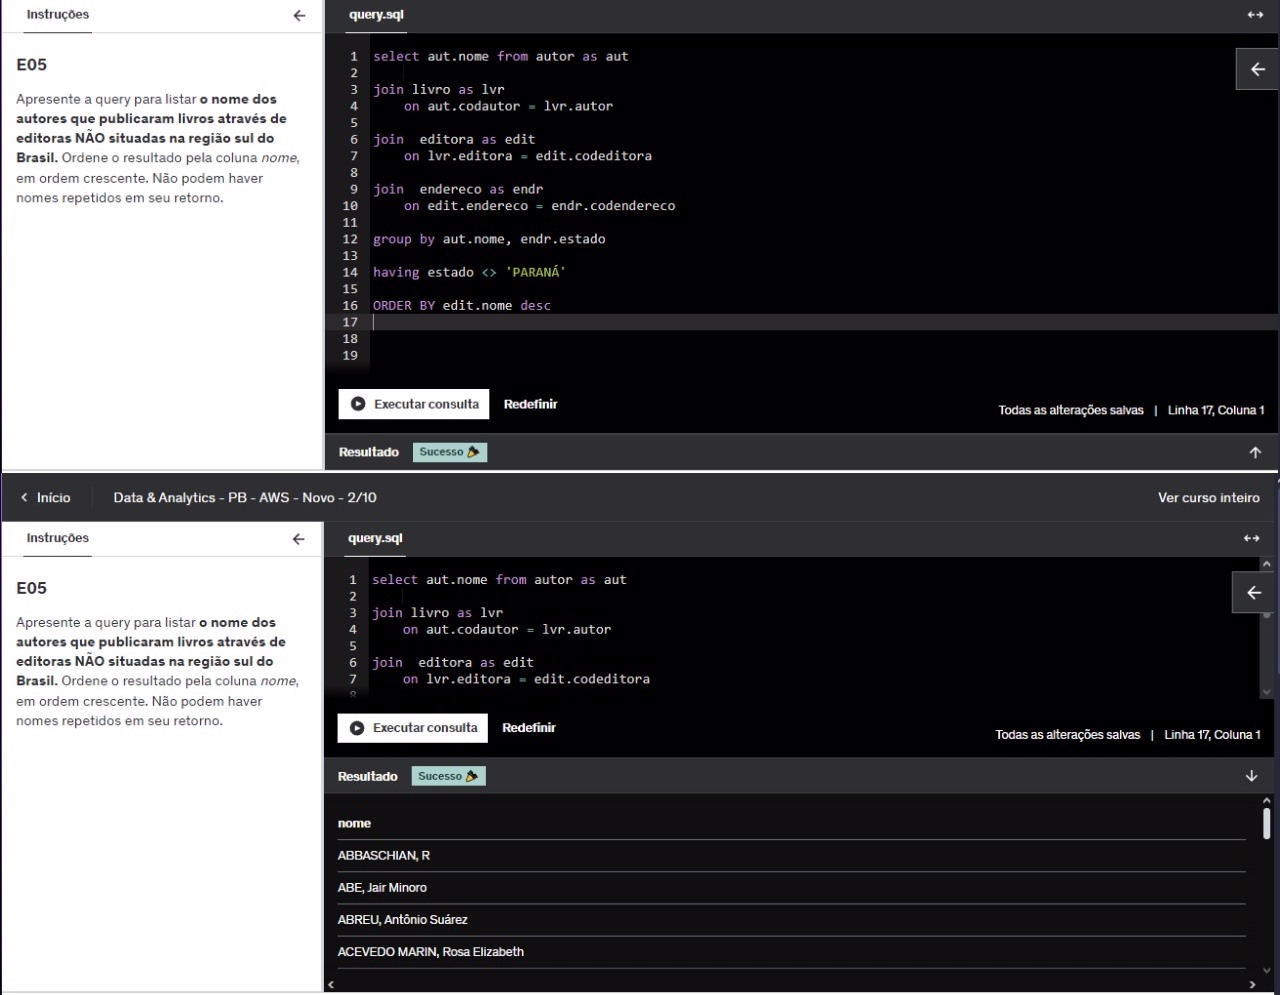 Instruções
E05
Apresente a query para listar o nome dos
autores que publicaram livros através de
editoras NÃO situadas na região sul do
Brasil. Ordene o resultado pela coluna nome,
em ordem crescente. Não podem haver
nomes repetidos em seu retorno.
query.sql
1 select aut.nome from autor as aut
2
3 join livro as lvr
4 on aut.codautor = lvr.autor
5
6 join  editora as edit
7 on lvr.editora = edit.codeditora
8
9 join  endereco as endr
10 on edit.endereco = endr.codendereco
11
12 group by aut.nome, endr.estado
13
14 having estado <> 'PARANÁ'
15
16 ORDER BY edit.nome desc
17
18
19
Executar consulta Redefinir
Todas as alterações salvas | Linha 17, Coluna 1
Resultado Sucesso
Início Data & Analytics - PB - AWS - Novo - 2/10 Ver curso inteiro
Instruções
E05
Apresente a query para listar o nome dos
autores que publicaram livros através de
editoras NÃO situadas na região sul do
Brasil. Ordene o resultado pela coluna nome,
em ordem crescente. Não podem haver
nomes repetidos em seu retorno.
query.sql
1 select aut.nome from autor as aut
2
3 join livro as lvr
4 on aut.codautor = lvr.autor
5
6 join  editora as edit
7 on lvr.editora = edit.codeditora
8
Executar consulta Redefinir
Todas as alterações salvas | Linha 17, Coluna 1
Resultado Sucesso
nome
ABBASCHIAN, R
ABE, Jair Minoro
ABREU, Antônio Suárez
ACEVEDO MARIN, Rosa Elizabeth